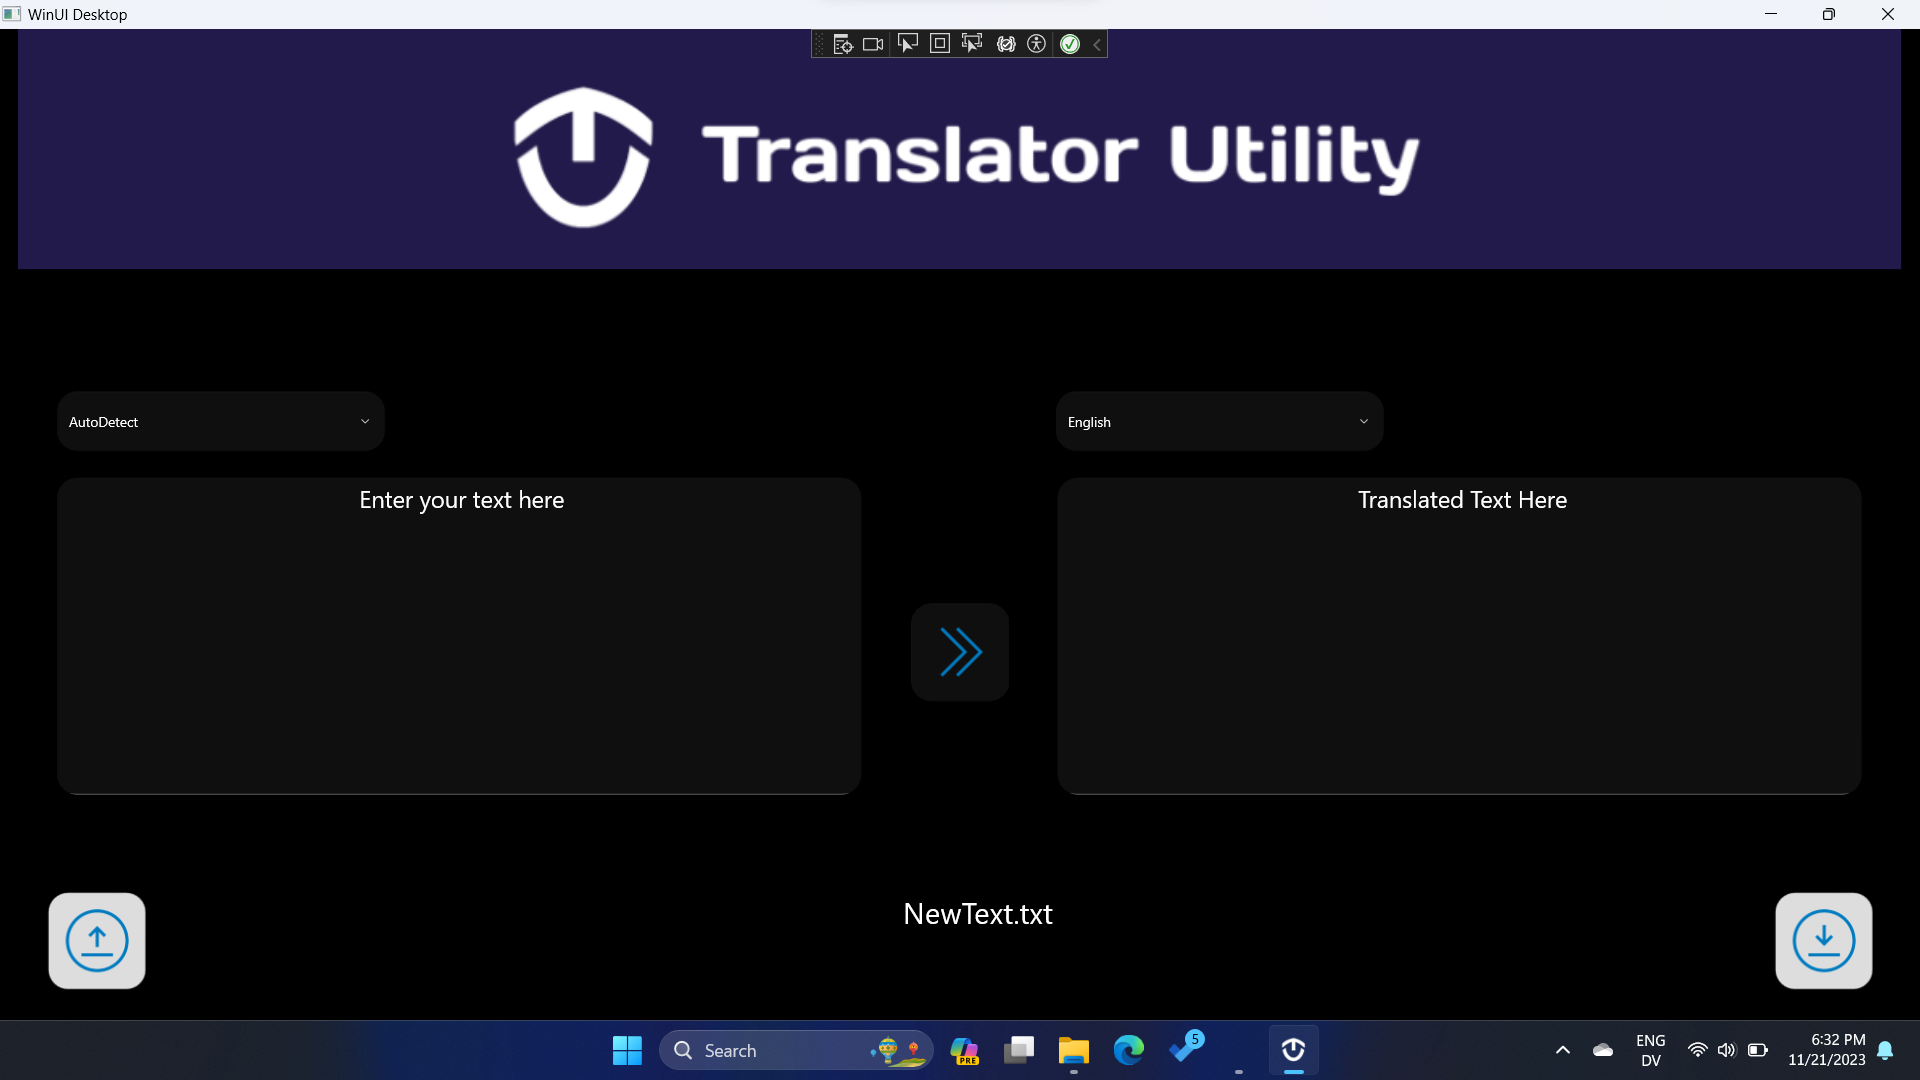 WinUI Desktop
Translator Utility
AutoDetect
English
Enter your text here
Translated Text Here
NewText.txt
Search
PRE
5
ENG
DV
6:32 PM
11/21/2023